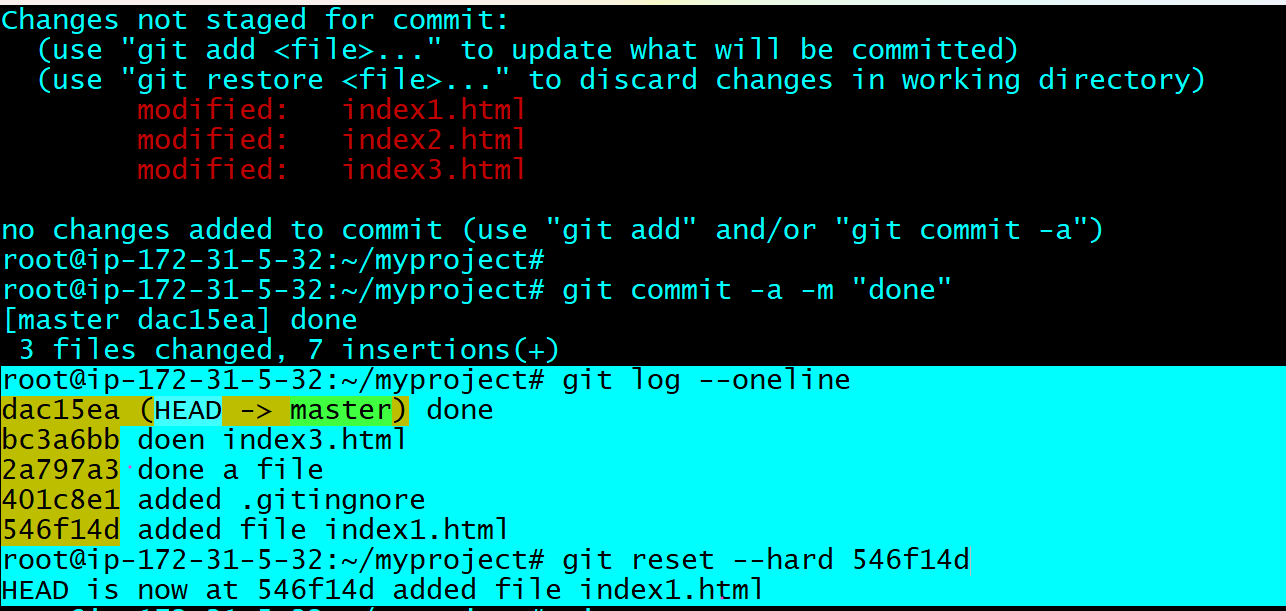 Changes not staged for commit:
  (use "git add <file>..." to update what will be committed)
  (use "git restore <file>..." to discard changes in working directory)
        modified:   index1.html
        modified:   index2.html
        modified:   index3.html

no changes added to commit (use "git add" and/or "git commit -a")
root@ip-172-31-5-32:~/myproject#
root@ip-172-31-5-32:~/myproject# git commit -a -m "done"
[master dac15ea] done
 3 files changed, 7 insertions(+)
root@ip-172-31-5-32:~/myproject# git log --oneline
dac15ea (HEAD -> master) done
bc3a6bb doen index3.html
2a797a3 done a file
401c8e1 added .gitingnore
546f14d added file index1.html
root@ip-172-31-5-32:~/myproject# git reset --hard 546f14d
HEAD is now at 546f14d added file index1.html